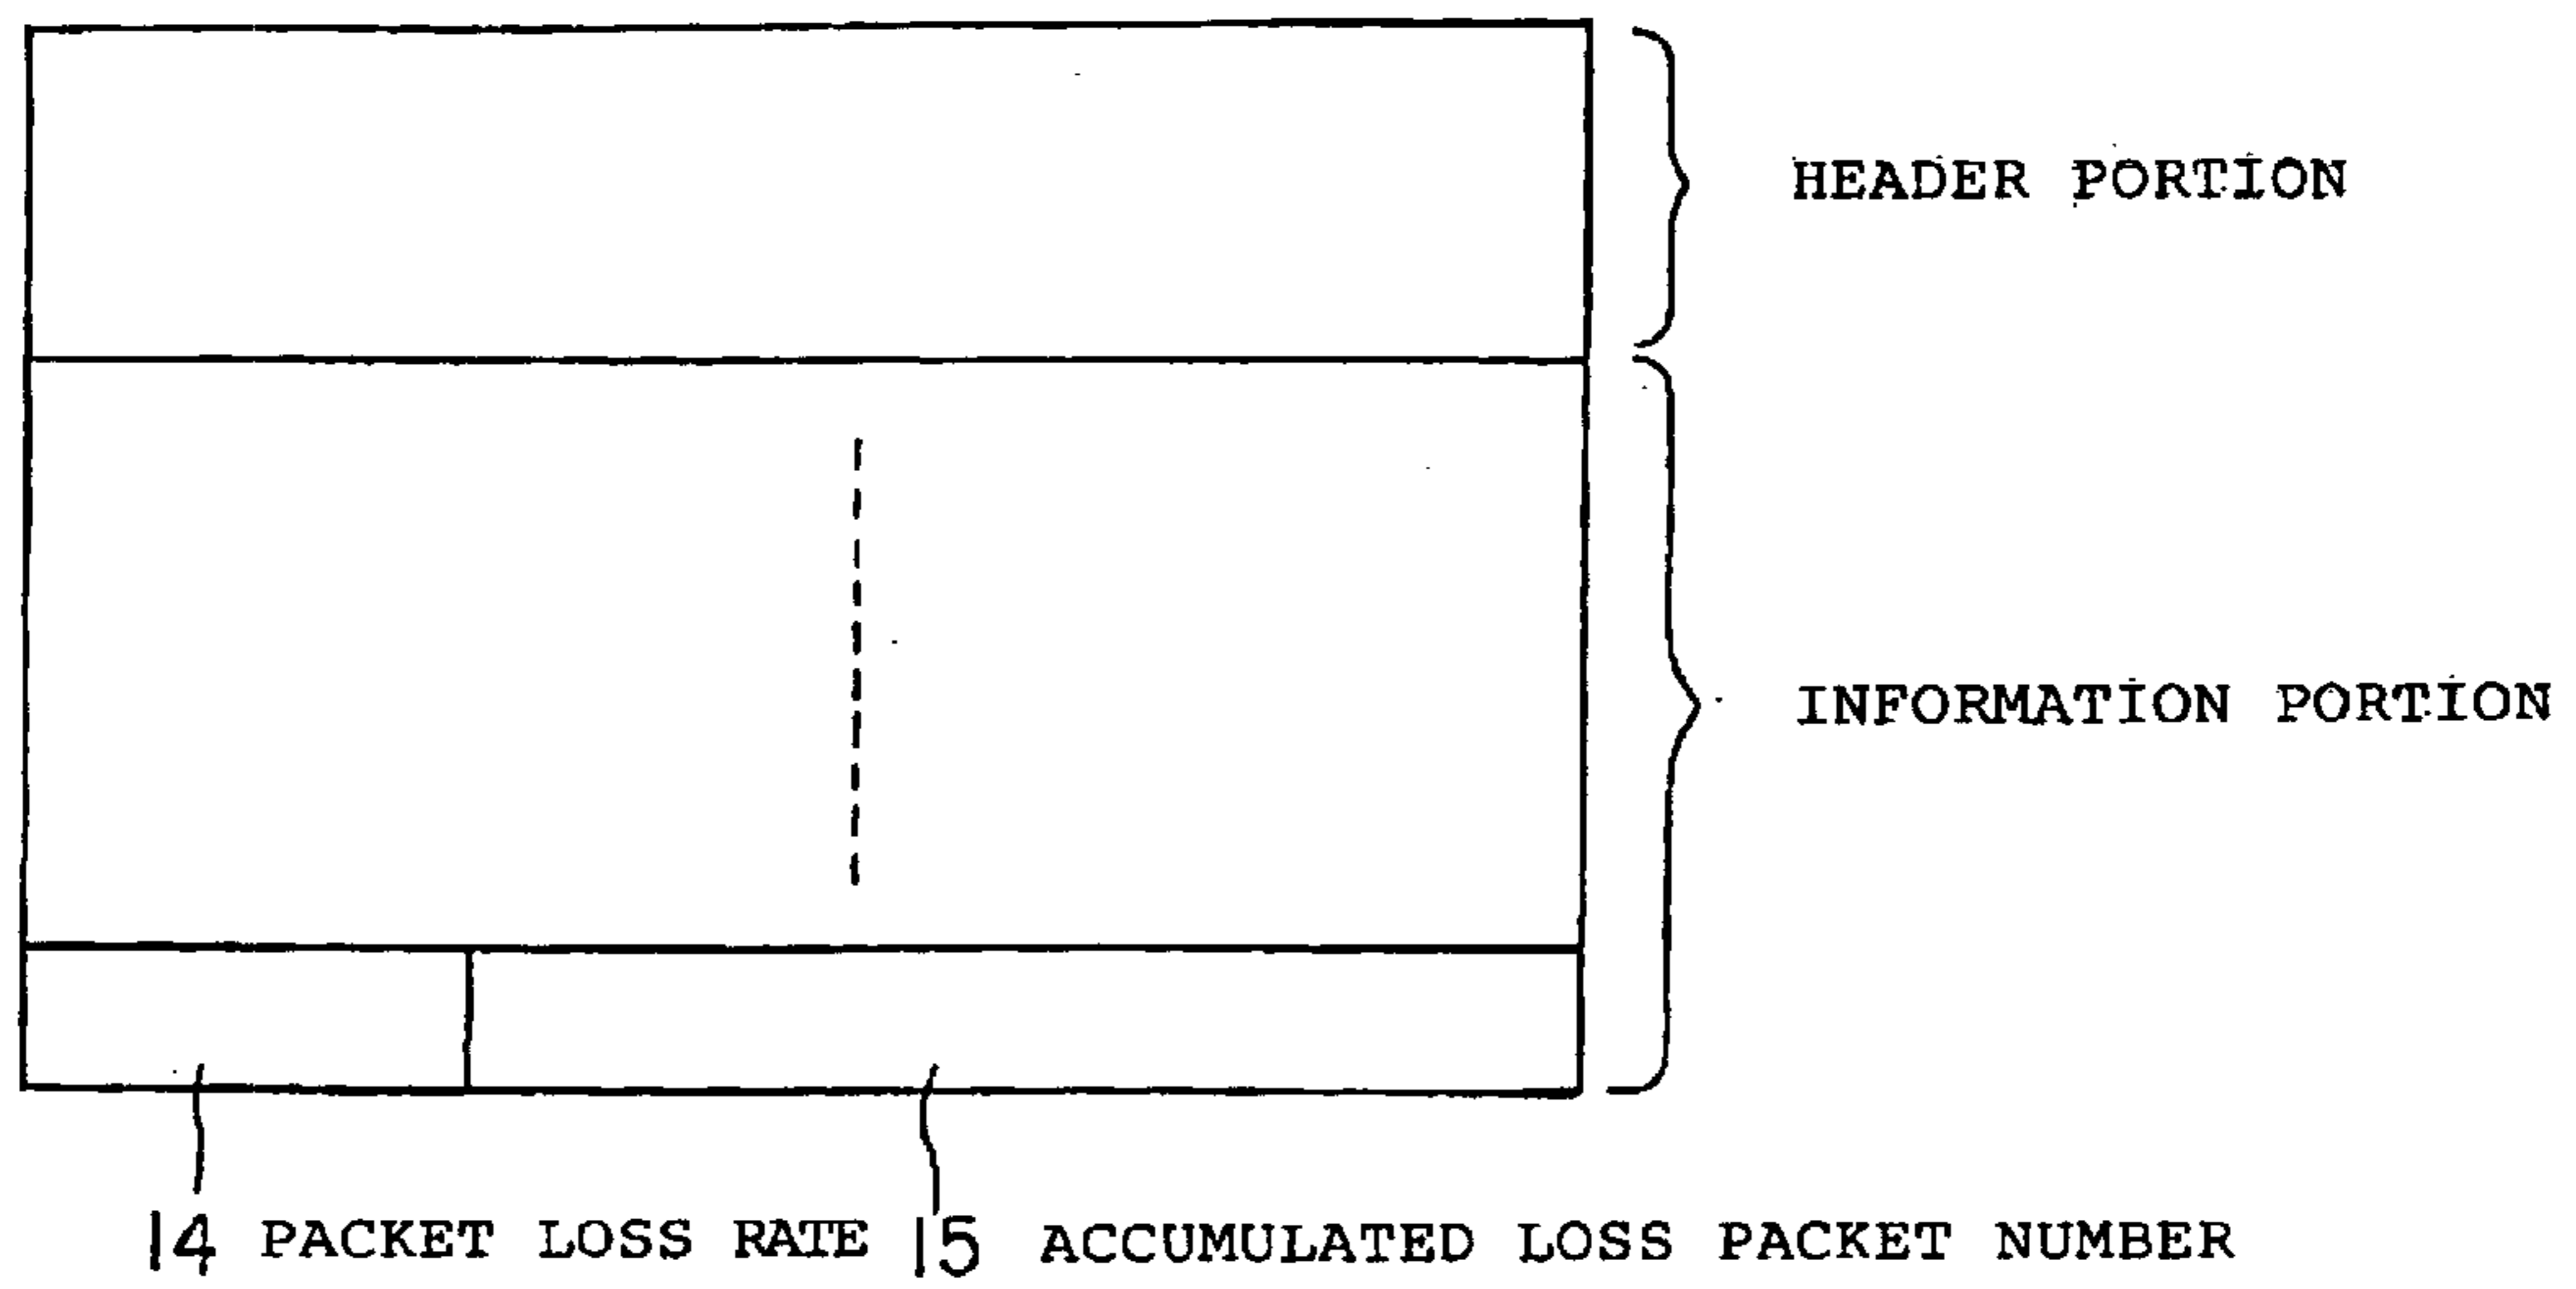 HEADER PORTION
INFORMATION PORTION
14 PACKET LOSS RATE
15 ACCUMULATED LOSS PACKET NUMBER